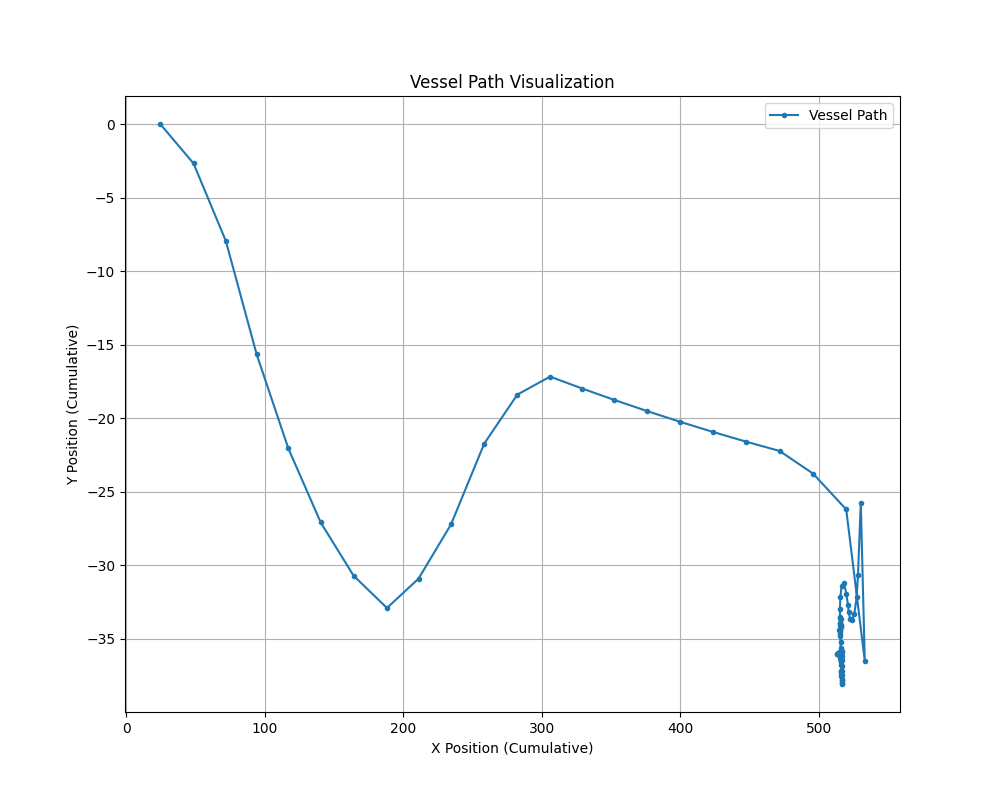 Vessel Path Visualization
Vessel Path
Y Position (Cumulative)
0
−5
−10
−15
−20
−25
−30
−35
0 100 200 300 400 500
X Position (Cumulative)